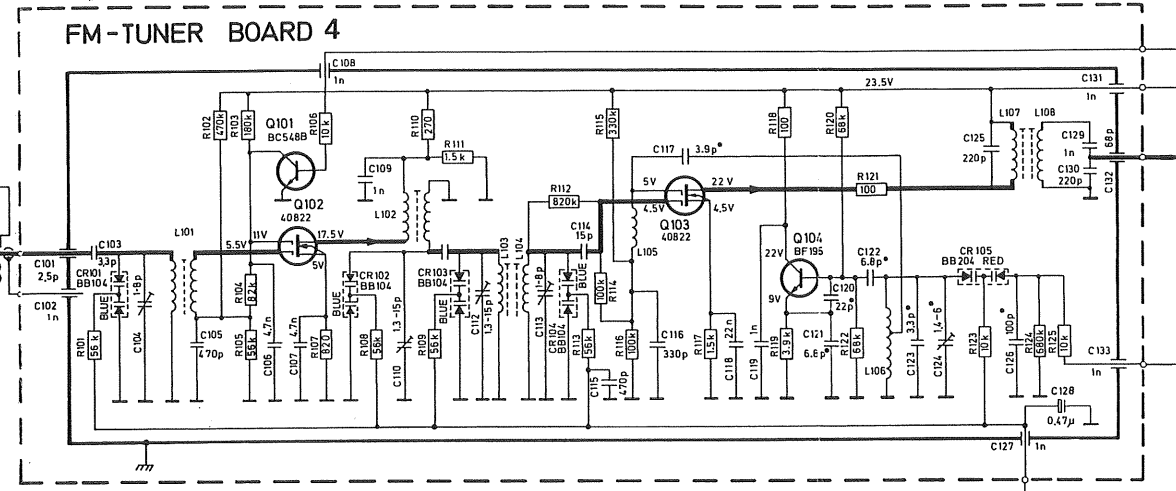 FM-TUNER BOARD 4
C108
1n
23.5V
C131
1n
R102
470k
R103
180k
Q101
BC548B
R106
10k
R110
270
R111
1.5k
C109
1n
L102
R115
330k
C117
3.9p*
R118
100
R120
68k
L107
L108
C125
220p
C129
1n
C130
220p
68p
C132
Q102
40822
11V
5.5V
17.5V
5V
R112
820k
C114
15p
5V
4.5V
22V
4.5V
Q103
40822
R121
100
L105
C101
2,5p
C102
1n
C103
3,3p
L101
CR101
BB104
BLUE
1-8p
C104
R101
56k
C105
470p
R104
82k
R105
56k
C106
4,7n
C107
4,7n
R107
820
CR102
BB104
BLUE
R108
56k
C110
1,3-15p
CR103
BB104
BLUE
R109
56k
C112
1,3-15
L103
L104
C113
1-8p
CR104
BB104
BLUE
R113
56k
C115
470p
R114
100k
R116
100k
C116
330p
R117
1.5k
C118
22n
C119
1n
Q104
BF195
22V
9V
R119
3.9k
C120
22p*
C121
6.8p*
R122
68k
C122
6.8p*
L106
C123
3,3p*
C124
1,4-6*
CR105
BB204 RED
R123
10k
C126
100p*
R124
680k
R125
10k
C133
1n
C128
0.47µ
C127
1n